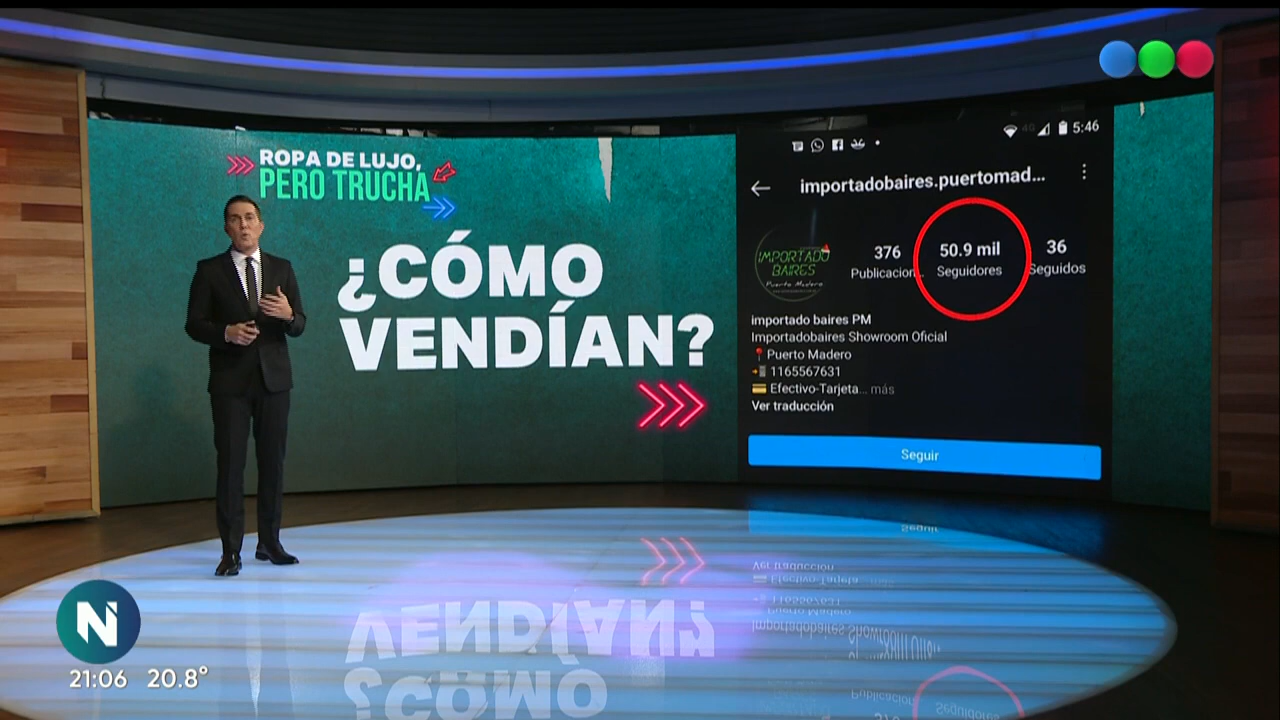 ROPA DE LUJO,
PERO TRUCHA
¿CÓMO
VENDÍAN?
4G 5:46
importadobaires.puertomad...
IMPORTADO
BAIRES
Puerto Madero
376
Publicacion...
50.9 mil
Seguidores
36
Seguidos
importado baires PM
Importadobaires Showroom Oficial
Puerto Madero
1165567631
Efectivo-Tarjeta... más
Ver traducción
Seguir
N
21:06 20.8°